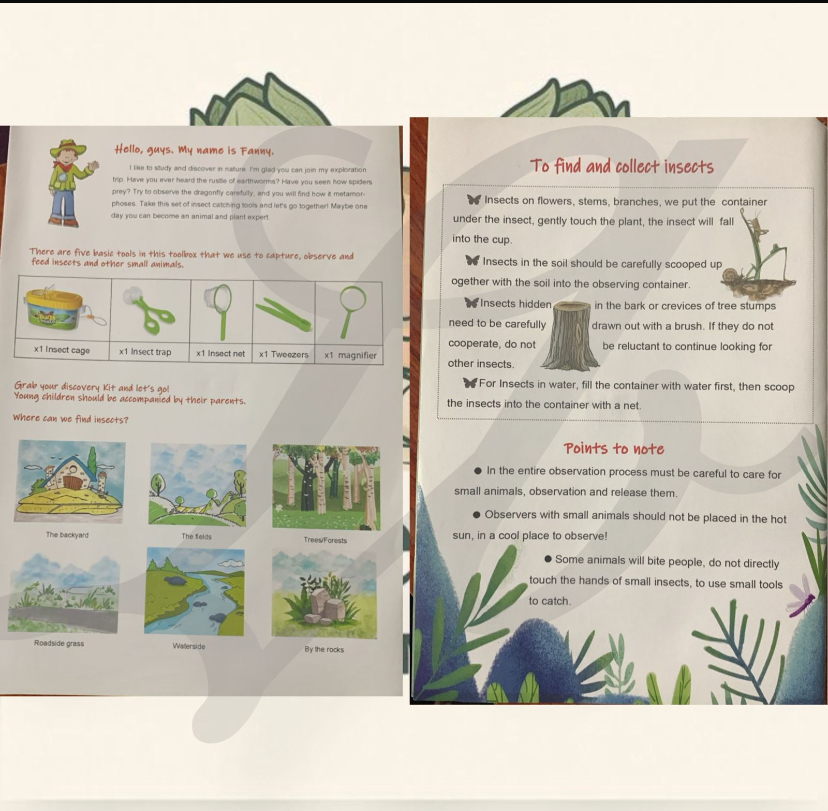 Hello, guys. My name is Fanny.
I like to study and discover in nature. I'm glad you can join my exploration
trip. Have you ever heard the rustle of earthworms? Have you seen how spiders
prey? Try to observe the dragonfly carefully, and you will find how it metamor-
phoses. Take this set of insect catching tools and let's go together! Maybe one
day you can become an animal and plant expert
There are five basic tools in this toolbox that we use to capture, observe and
feed insects and other small animals.
x1 Insect cage
x1 Insect trap
x1 Insect net
x1 Tweezers
x1 magnifier
Grab your discovery Kit and let's go!
Young children should be accompanied by their parents.
Where can we find insects?
The backyard
The fields
Trees/Forests
Roadside grass
Waterside
By the rocks
To find and collect insects
Insects on flowers, stems, branches, we put the container
under the insect, gently touch the plant, the insect will fall
into the cup.
Insects in the soil should be carefully scooped up
ogether with the soil into the observing container.
Insects hidden in the bark or crevices of tree stumps
need to be carefully drawn out with a brush. If they do not
cooperate, do not be reluctant to continue looking for
other insects.
For Insects in water, fill the container with water first, then scoop
the insects into the container with a net.
Points to note
● In the entire observation process must be careful to care for
small animals, observation and release them.
● Observers with small animals should not be placed in the hot
sun, in a cool place to observe!
● Some animals will bite people, do not directly
touch the hands of small insects, to use small tools
to catch.